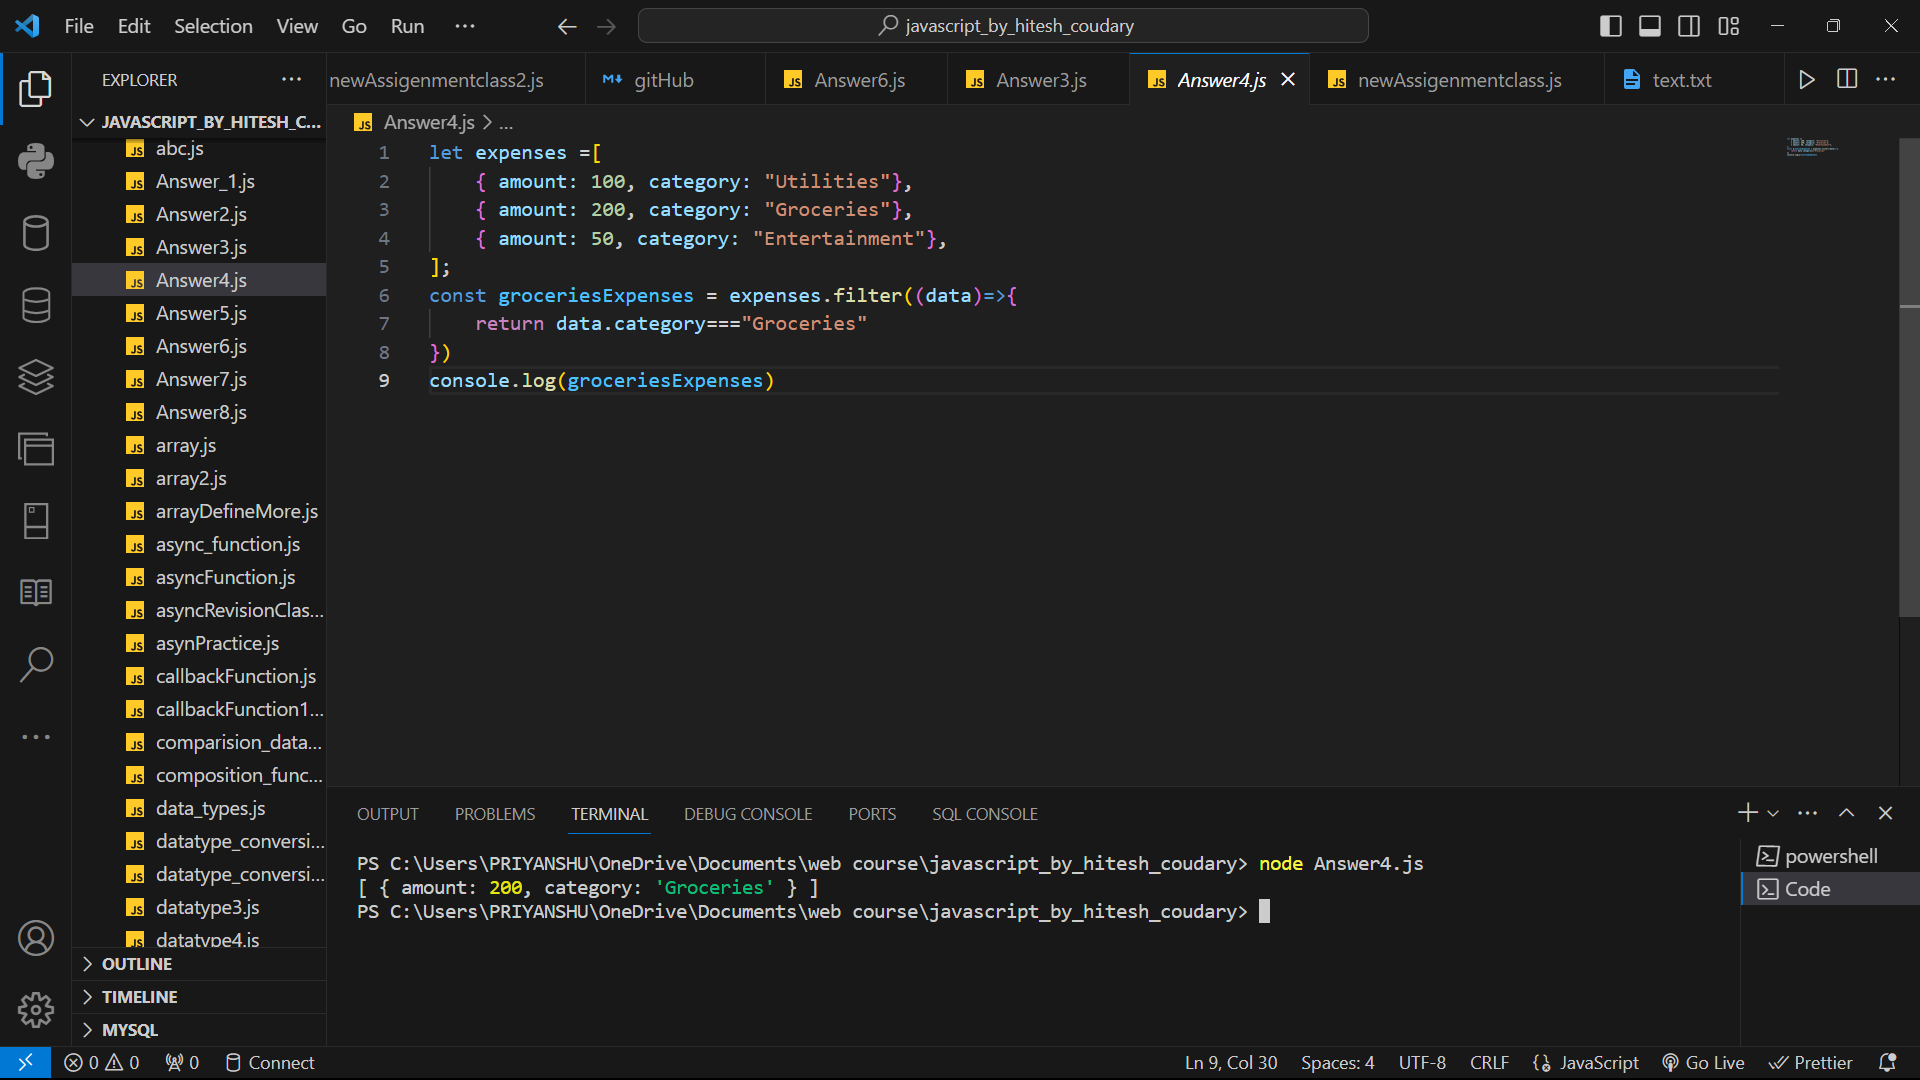 File Edit Selection View Go Run ···
javascript_by_hitesh_coudary
EXPLORER
newAssigenmentclass2.js gitHub Answer6.js Answer3.js Answer4.js newAssigenmentclass.js text.txt
JAVASCRIPT_BY_HITESH_C...
Answer4.js > ...
abc.js
Answer_1.js
Answer2.js
Answer3.js
Answer4.js
Answer5.js
Answer6.js
Answer7.js
Answer8.js
array.js
array2.js
arrayDefineMore.js
async_function.js
asyncFunction.js
asyncRevisionClas...
asynPractice.js
callbackFunction.js
callbackFunction1...
comparision_data...
composition_func...
data_types.js
datatype_conversi...
datatype_conversi...
datatype3.js
datatype4.js
OUTLINE
TIMELINE
MYSQL
1 let expenses =[
2 { amount: 100, category: "Utilities"},
3 { amount: 200, category: "Groceries"},
4 { amount: 50, category: "Entertainment"},
5 ];
6 const groceriesExpenses = expenses.filter((data)=>{
7 return data.category==="Groceries"
8 })
9 console.log(groceriesExpenses)
OUTPUT PROBLEMS TERMINAL DEBUG CONSOLE PORTS SQL CONSOLE
PS C:\Users\PRIYANSHU\OneDrive\Documents\web course\javascript_by_hitesh_coudary> node Answer4.js
[ { amount: 200, category: 'Groceries' } ]
PS C:\Users\PRIYANSHU\OneDrive\Documents\web course\javascript_by_hitesh_coudary>
powershell
Code
0 0 0 Connect Ln 9, Col 30 Spaces: 4 UTF-8 CRLF JavaScript Go Live Prettier